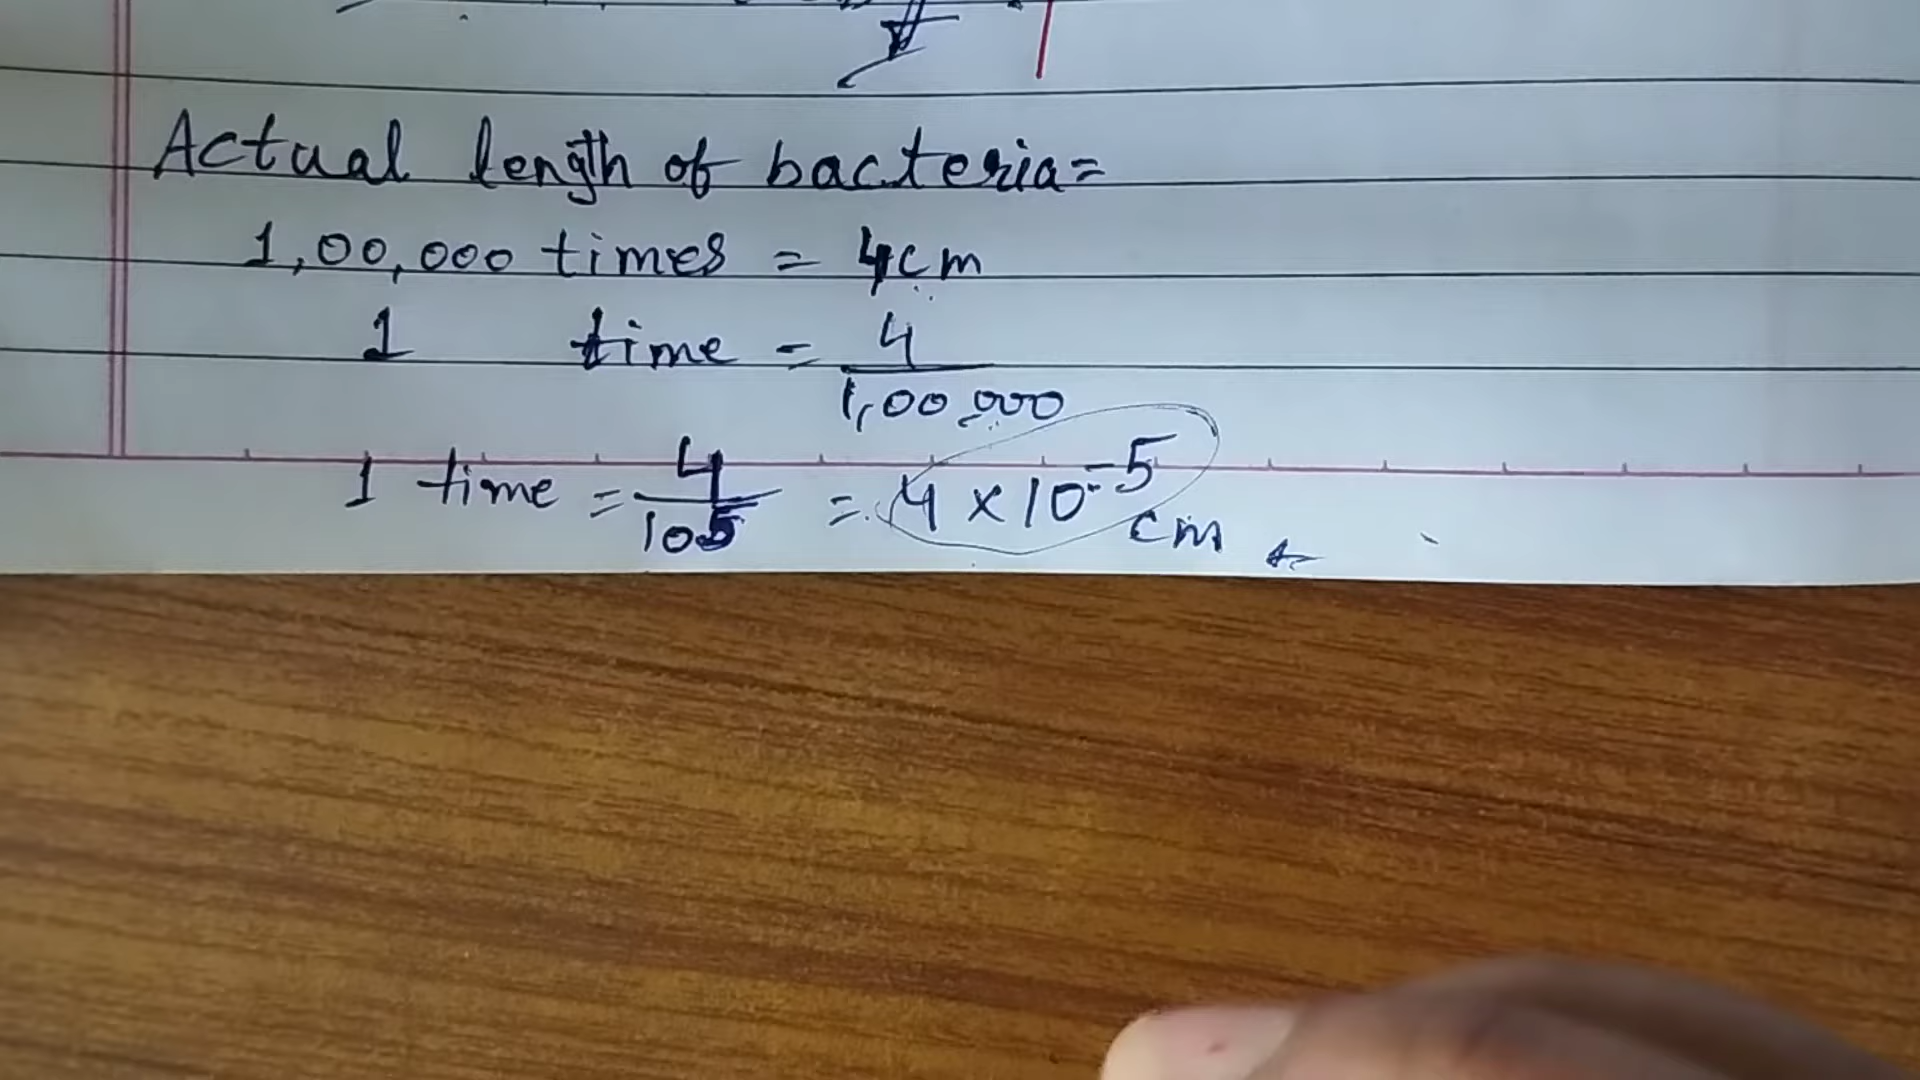 Actual length of bacteria=
1,00,000 times = 4cm
1 time = 4/1,00,000
1 time = 4/10⁵ = 4 × 10⁻⁵ cm